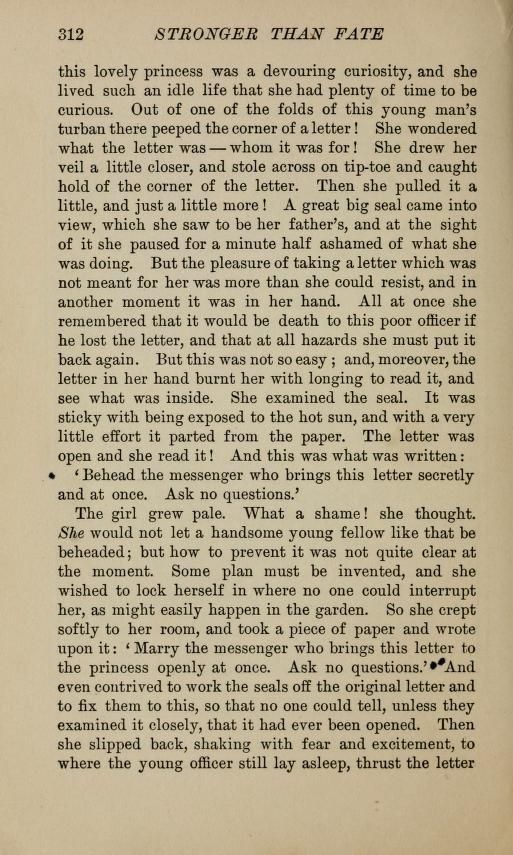 312 STRONGER THAN FATE
this lovely princess was a devouring curiosity, and she
lived such an idle life that she had plenty of time to be
curious. Out of one of the folds of this young man's
turban there peeped the corner of a letter! She wondered
what the letter was — whom it was for! She drew her
veil a little closer, and stole across on tip-toe and caught
hold of the corner of the letter. Then she pulled it a
little, and just a little more! A great big seal came into
view, which she saw to be her father's, and at the sight
of it she paused for a minute half ashamed of what she
was doing. But the pleasure of taking a letter which was
not meant for her was more than she could resist, and in
another moment it was in her hand. All at once she
remembered that it would be death to this poor officer if
he lost the letter, and that at all hazards she must put it
back again. But this was not so easy; and, moreover, the
letter in her hand burnt her with longing to read it, and
see what was inside. She examined the seal. It was
sticky with being exposed to the hot sun, and with a very
little effort it parted from the paper. The letter was
open and she read it! And this was what was written:
'Behead the messenger who brings this letter secretly
and at once. Ask no questions.'
The girl grew pale. What a shame! she thought.
She would not let a handsome young fellow like that be
beheaded; but how to prevent it was not quite clear at
the moment. Some plan must be invented, and she
wished to lock herself in where no one could interrupt
her, as might easily happen in the garden. So she crept
softly to her room, and took a piece of paper and wrote
upon it: 'Marry the messenger who brings this letter to
the princess openly at once. Ask no questions.' And
even contrived to work the seals off the original letter and
to fix them to this, so that no one could tell, unless they
examined it closely, that it had ever been opened. Then
she slipped back, shaking with fear and excitement, to
where the young officer still lay asleep, thrust the letter